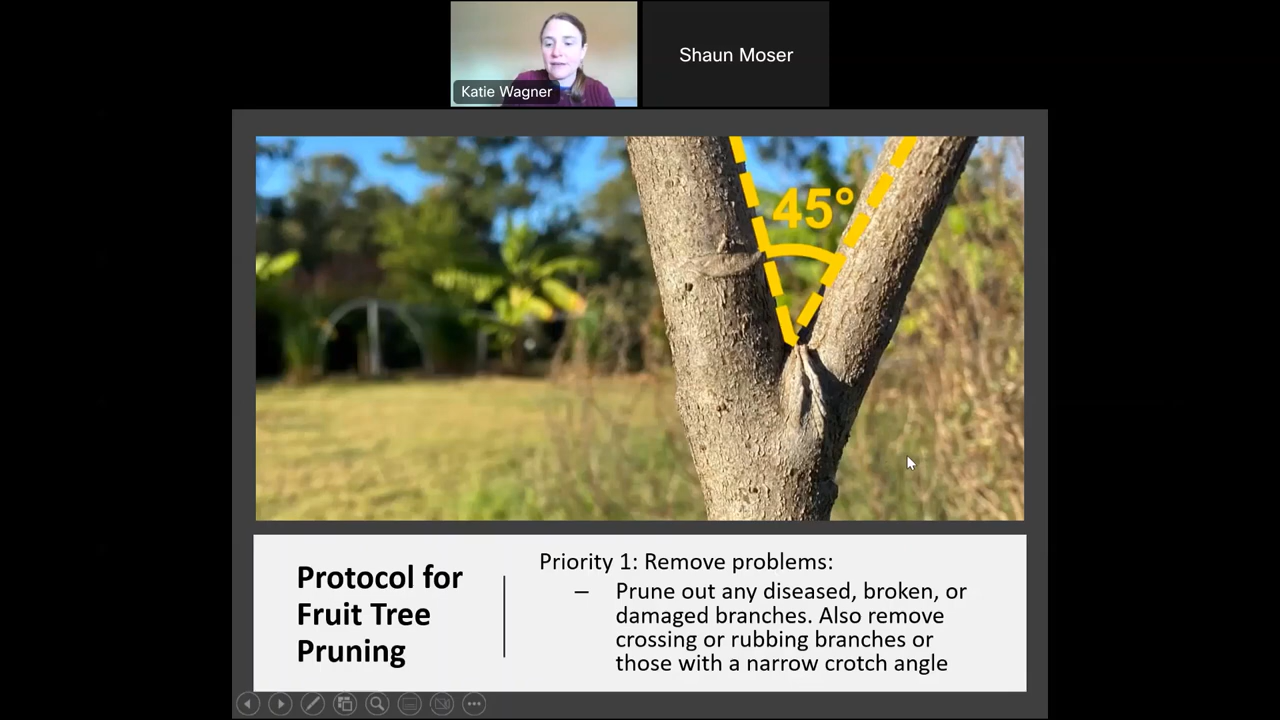 Katie Wagner
Shaun Moser
45°
Protocol for
Fruit Tree
Pruning
Priority 1: Remove problems:
– Prune out any diseased, broken, or
damaged branches. Also remove
crossing or rubbing branches or
those with a narrow crotch angle